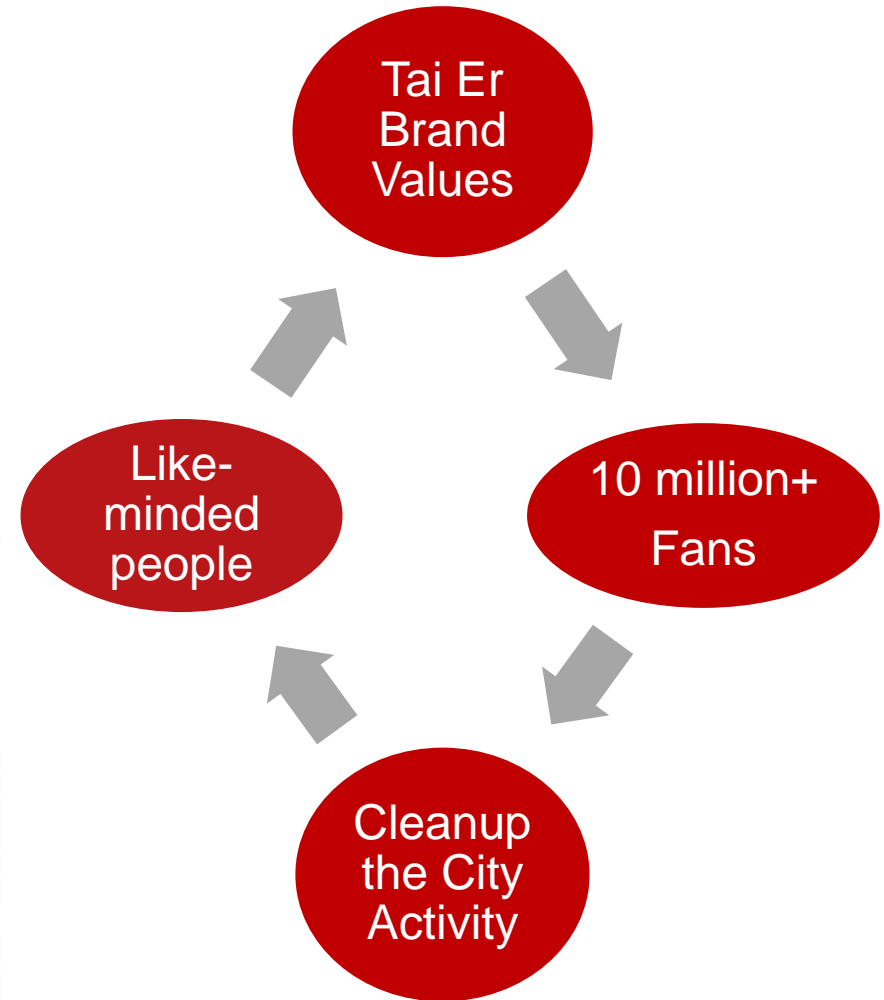 Tai Er
Brand
Values
10 million+
Fans
Cleanup
the City
Activity
Like-
minded
people